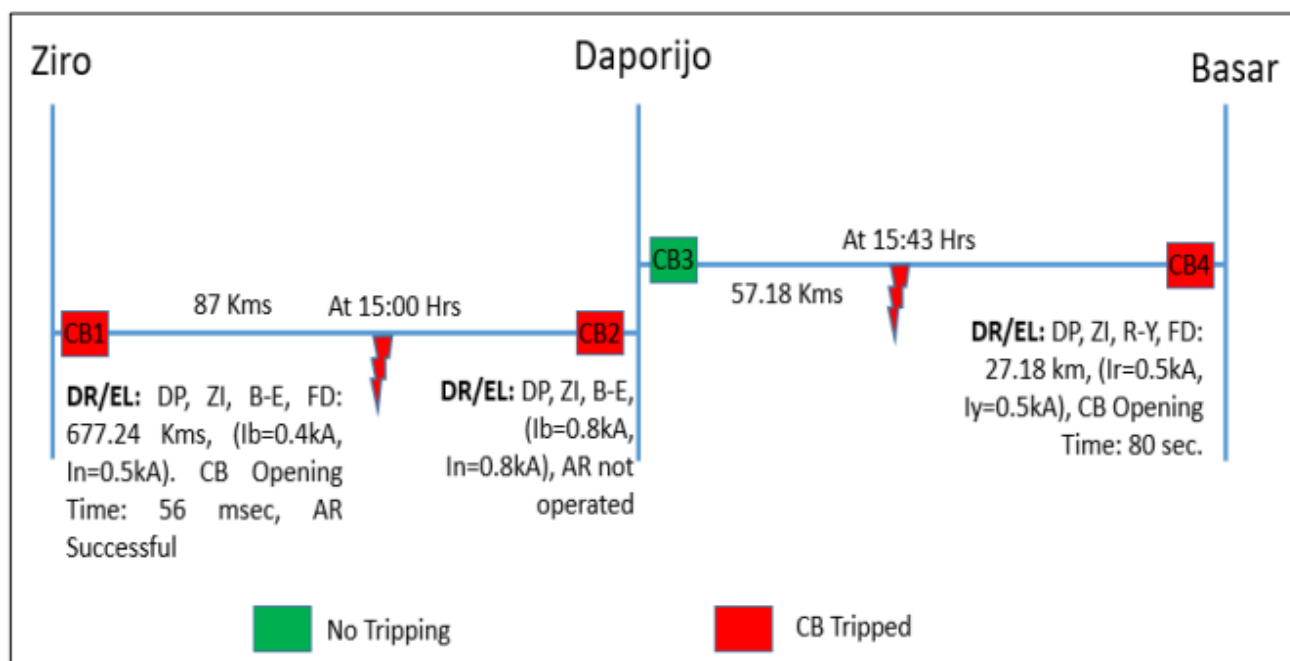 Ziro
Daporijo
Basar
At 15:43 Hrs
CB3
CB4
57.18 Kms
87 Kms
At 15:00 Hrs
CB1
CB2
DR/EL: DP, ZI, B-E, FD:
677.24 Kms, (Ib=0.4kA,
In=0.5kA). CB Opening
Time: 56 msec, AR
Successful
DR/EL: DP, ZI, B-E,
(Ib=0.8kA,
In=0.8kA), AR not
operated
DR/EL: DP, ZI, R-Y, FD:
27.18 km, (Ir=0.5kA,
Iy=0.5kA), CB Opening
Time: 80 sec.
No Tripping
CB Tripped